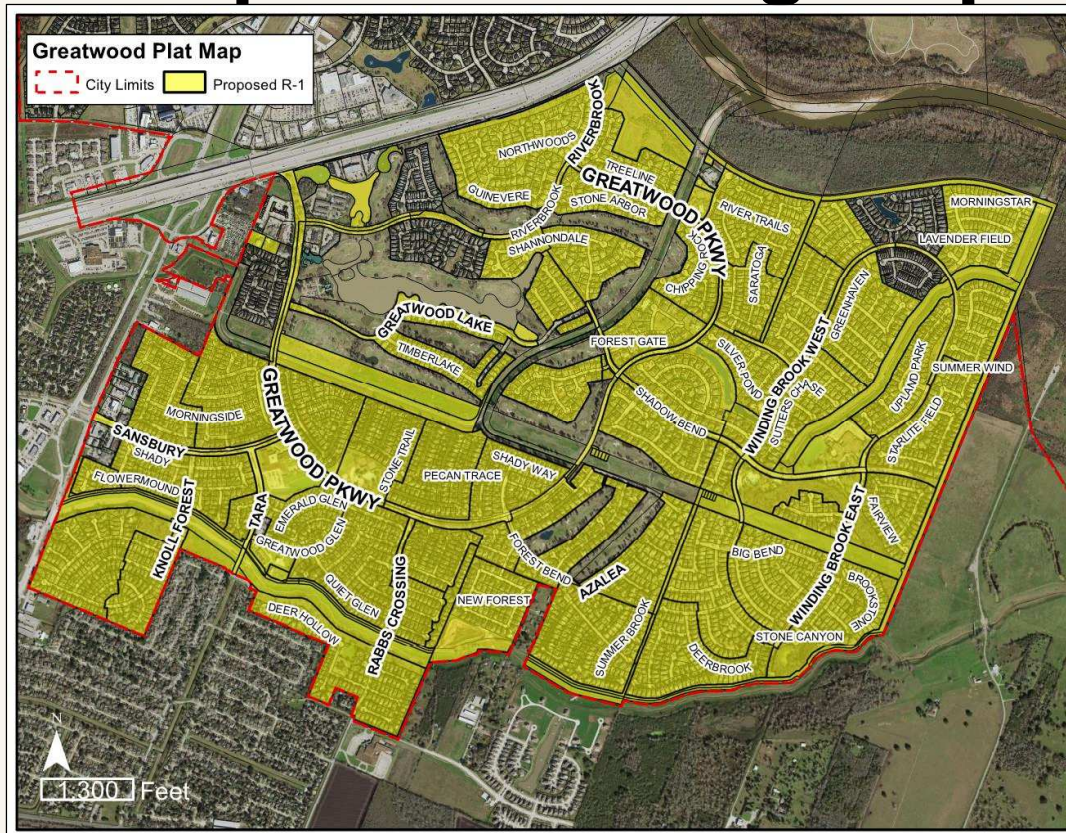 Greatwood Plat Map
City Limits
Proposed R-1
NORTHWOODS
RIVERBROOK
TREELINE
GUINEVERE
GREATWOOD PKWY
STONE ARBOR
RIVERBROOK
RIVER TRAILS
MORNINGSTAR
SHANNONDALE
LAVENDER FIELD
CHIPPING ROCK
SARATOGA
GREENHAVEN
GREATWOOD LAKE
FOREST GATE
TIMBERLAKE
SILVER POND
WINDING BROOK WEST
SUMMER WIND
UPLAND PARK
SUTTERS CHASE
SHADOW BEND
STARLITE FIELD
MORNINGSIDE
GREATWOOD PKWY
SANSBURY
SHADY
STONE TRAIL
SHADY WAY
PECAN TRACE
FLOWERMOUND
KNOLL FOREST
TARA
EMERALD GLEN
GREATWOOD GLEN
FAIRVIEW
FOREST BEND
BIG BEND
WINDING BROOK EAST
AZALEA
QUIET GLEN
RABBS CROSSING
NEW FOREST
BROOKSTONE
DEER HOLLOW
SUMMER BROOK
STONE CANYON
DEERBROOK
N
1,300 Feet